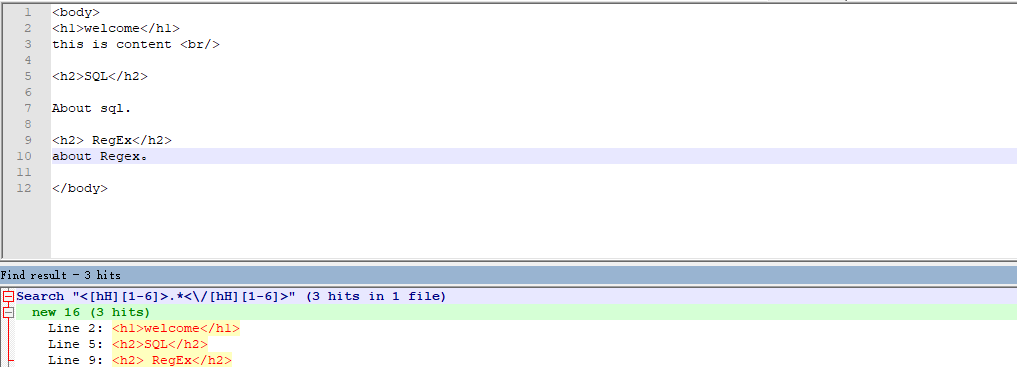 1 <body>
2 <h1>welcome</h1>
3 this is content <br/>
4
5 <h2>SQL</h2>
6
7 About sql.
8
9 <h2> RegEx</h2>
10 about Regex。
11
12 </body>
Find result - 3 hits
Search "<[hH][1-6]>.*<\/[hH][1-6]>" (3 hits in 1 file)
new 16 (3 hits)
Line 2: <h1>welcome</h1>
Line 5: <h2>SQL</h2>
Line 9: <h2> RegEx</h2>